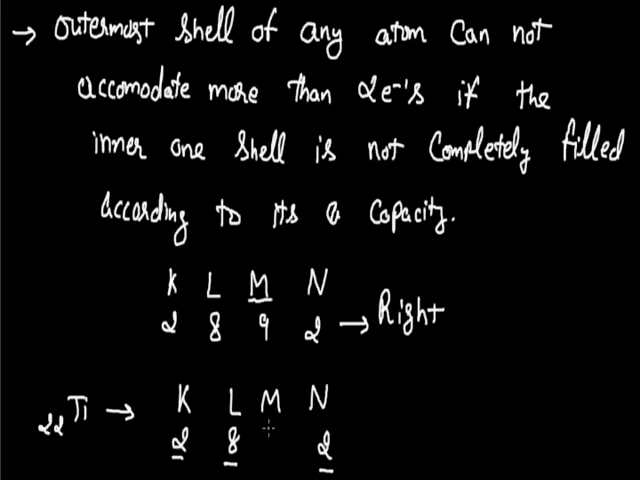 → Outermost shell of any atom can not
accomodate more than 2e⁻'s if the
inner one shell is not completely filled
according to its capacity.
K L M N
2 8 9 2 → Right
₂₂Ti → K L M N
2 8 2